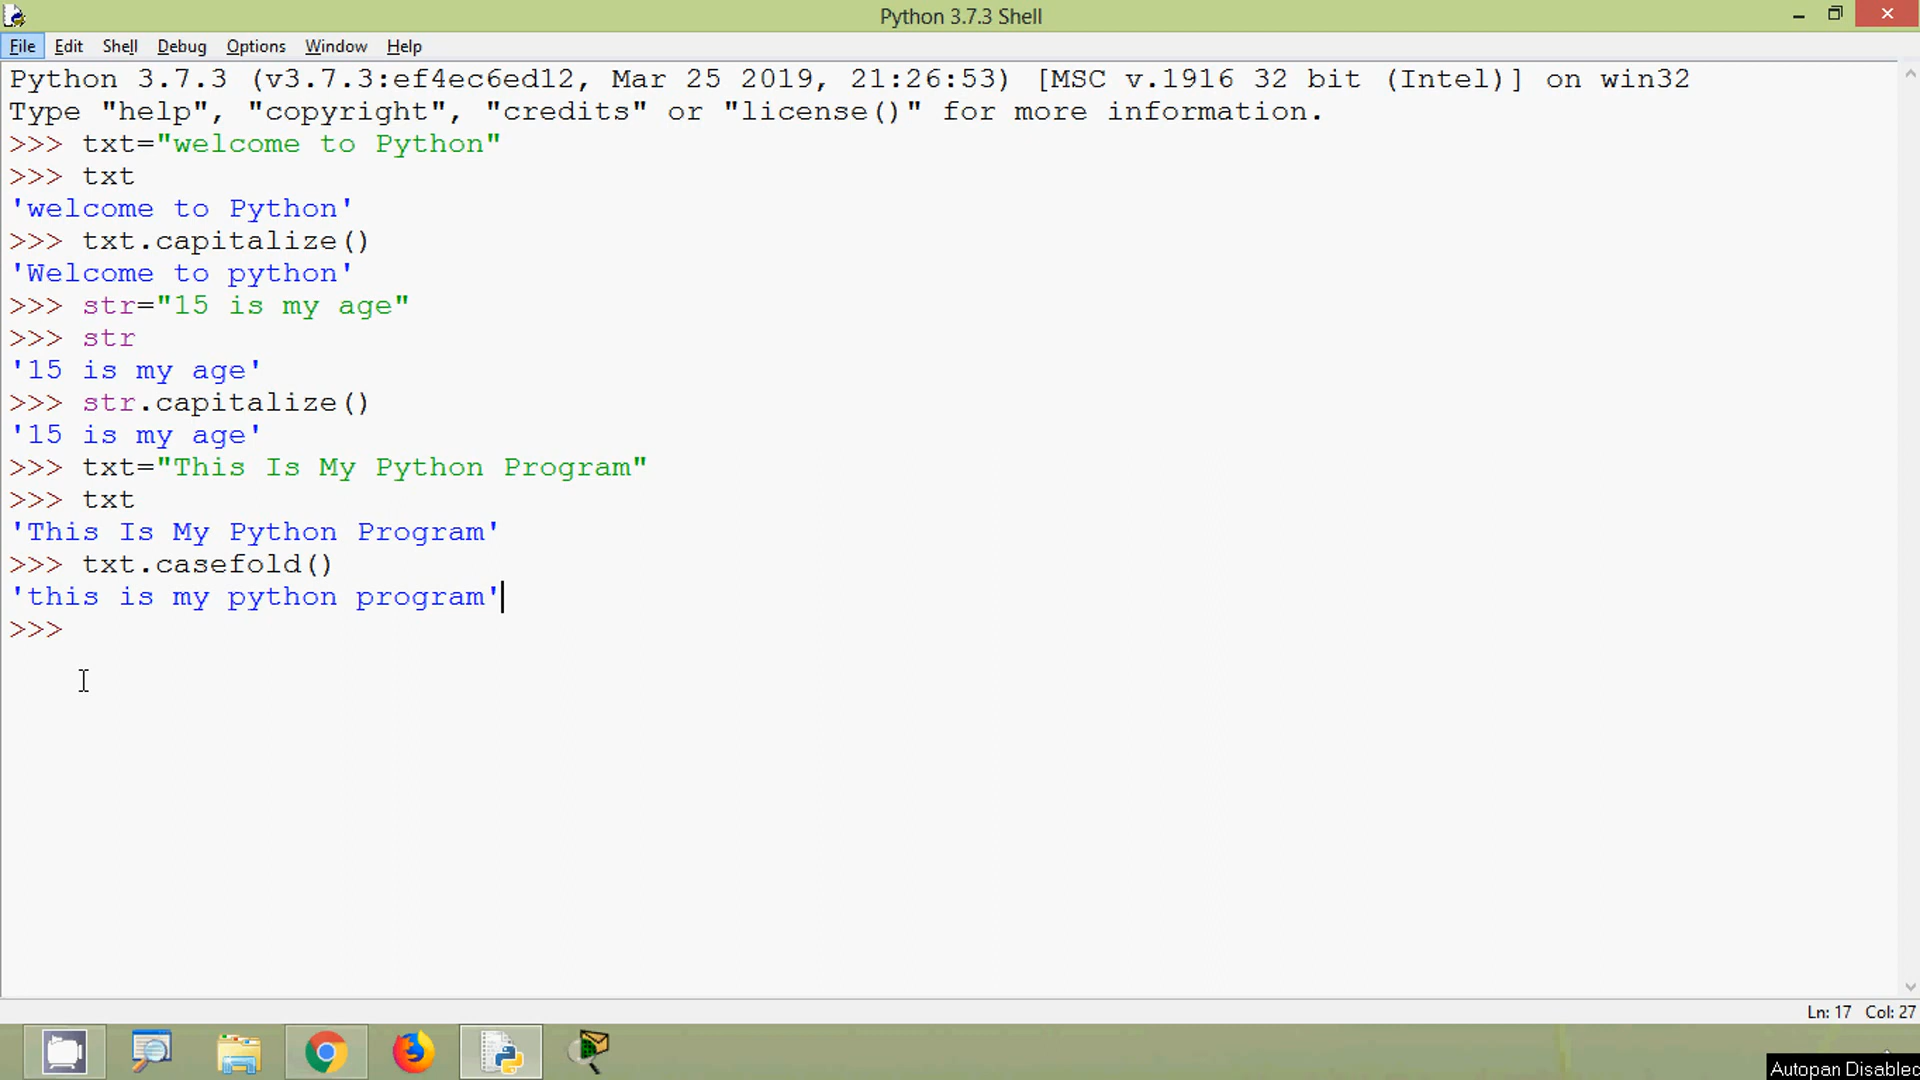 Python 3.7.3 Shell
File Edit Shell Debug Options Window Help
Python 3.7.3 (v3.7.3:ef4ec6ed12, Mar 25 2019, 21:26:53) [MSC v.1916 32 bit (Intel)] on win32
Type "help", "copyright", "credits" or "license()" for more information.
>>> txt="welcome to Python"
>>> txt
'welcome to Python'
>>> txt.capitalize()
'Welcome to python'
>>> str="15 is my age"
>>> str
'15 is my age'
>>> str.capitalize()
'15 is my age'
>>> txt="This Is My Python Program"
>>> txt
'This Is My Python Program'
>>> txt.casefold()
'this is my python program'
>>>
Ln: 17 Col: 27
Autopan Disablec